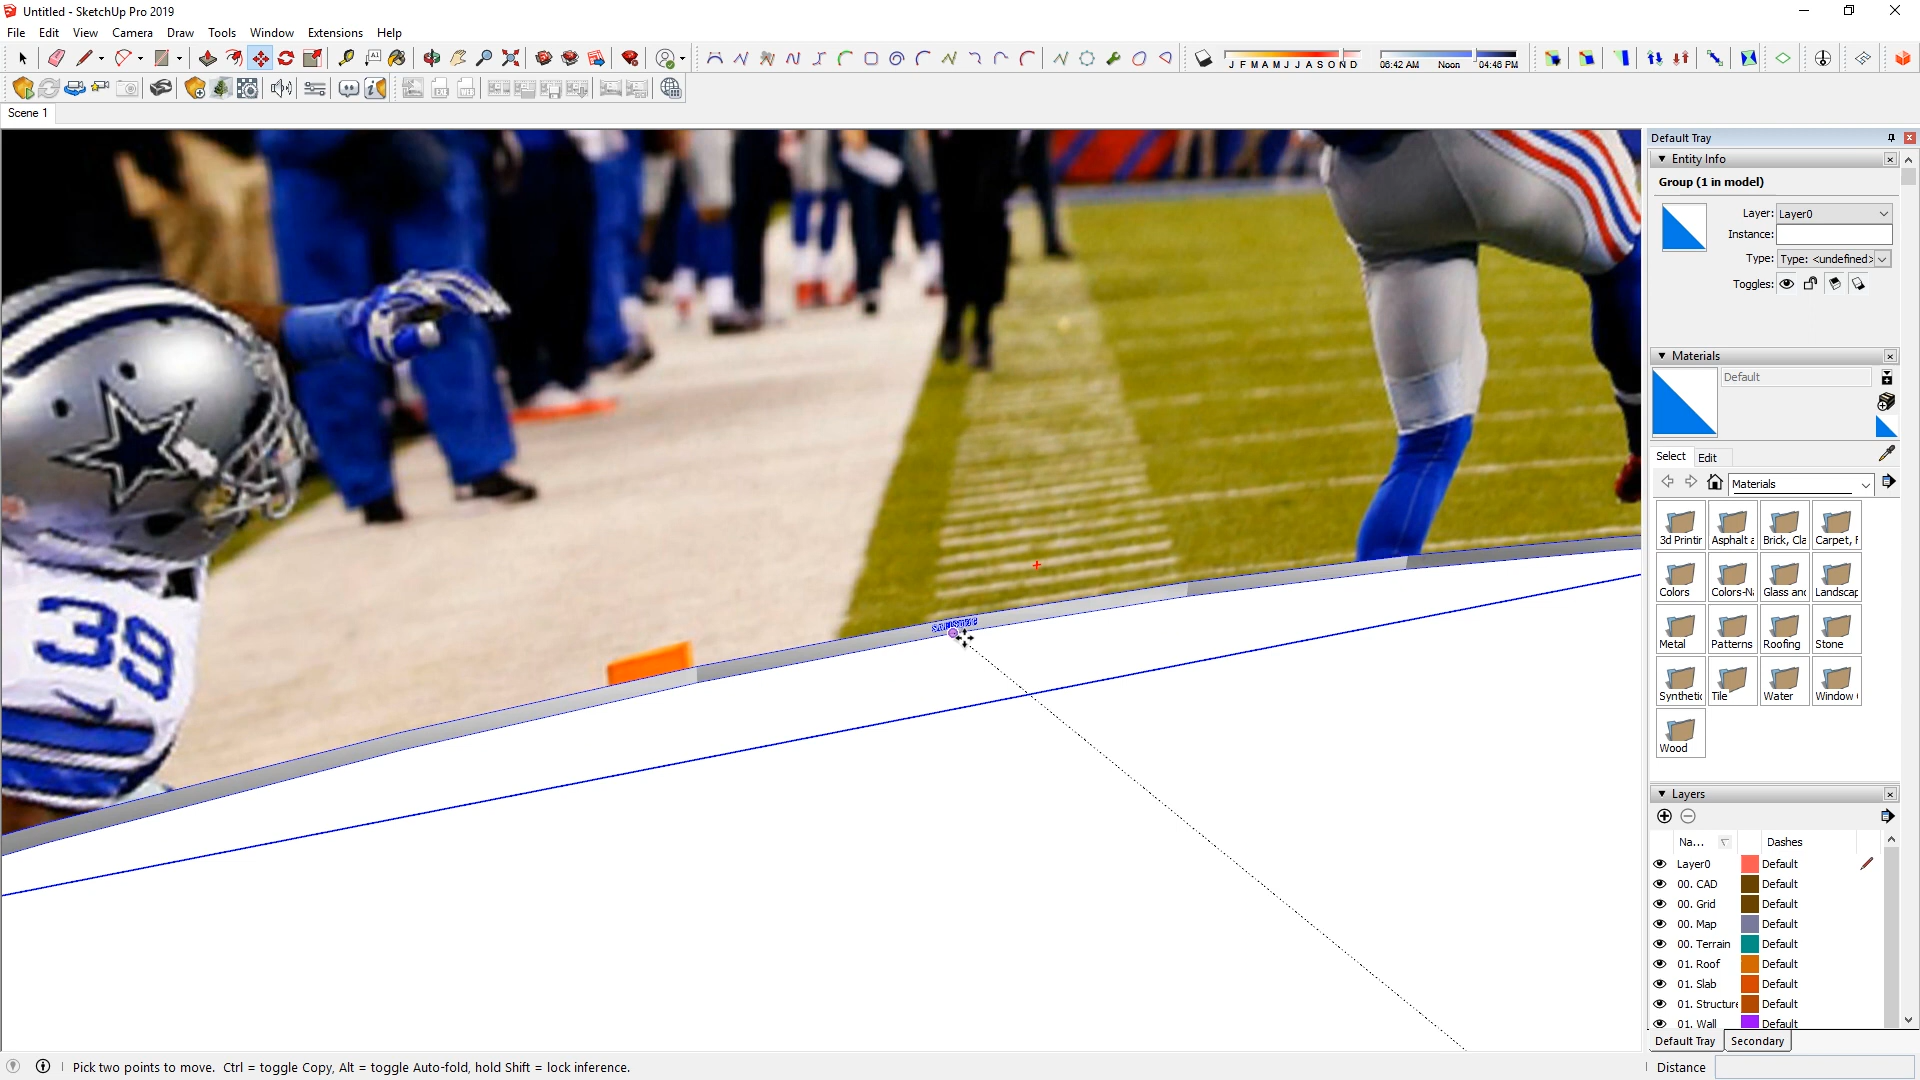 Untitled - SketchUp Pro 2019
File Edit View Camera Draw Tools Window Extensions Help
J F M A M J J A S O N D
06:42 AM Noon 04:46 PM
Scene 1
Default Tray
Entity Info
Group (1 in model)
Layer: Layer0
Instance:
Type: Type: <undefined>
Toggles:
Materials
Default
Select Edit
Materials
3d Printir Asphalt a Brick, Cla Carpet, F
Colors Colors-Na Glass and Landscap
Metal Patterns Roofing Stone
Synthetic Tile Water Window
Wood
Layers
Na... Dashes
Layer0 Default
00. CAD Default
00. Grid Default
00. Map Default
00. Terrain Default
01. Roof Default
01. Slab Default
01. Structure Default
01. Wall Default
Default Tray Secondary
39
SAMSUNG
Pick two points to move. Ctrl = toggle Copy, Alt = toggle Auto-fold, hold Shift = lock inference.
Distance